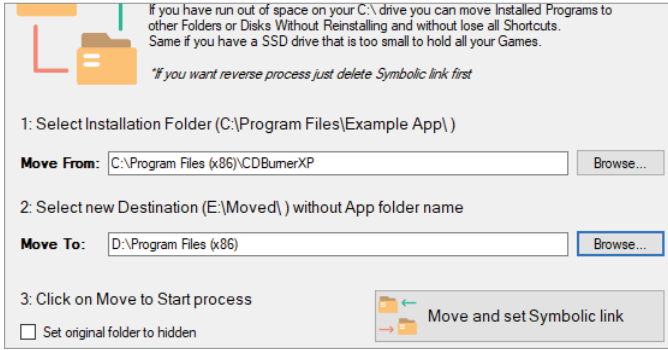 If you have run out of space on your C:\ drive you can move Installed Programs to
other Folders or Disks Without Reinstalling and without lose all Shortcuts.
Same if you have a SSD drive that is too small to hold all your Games.
*If you want reverse process just delete Symbolic link first
1: Select Installation Folder (C:\Program Files\Example App\ )
Move From: C:\Program Files (x86)\CDBurnerXP Browse...
2: Select new Destination (E:\Moved\ ) without App folder name
Move To: D:\Program Files (x86) Browse...
3: Click on Move to Start process
Move and set Symbolic link
Set original folder to hidden